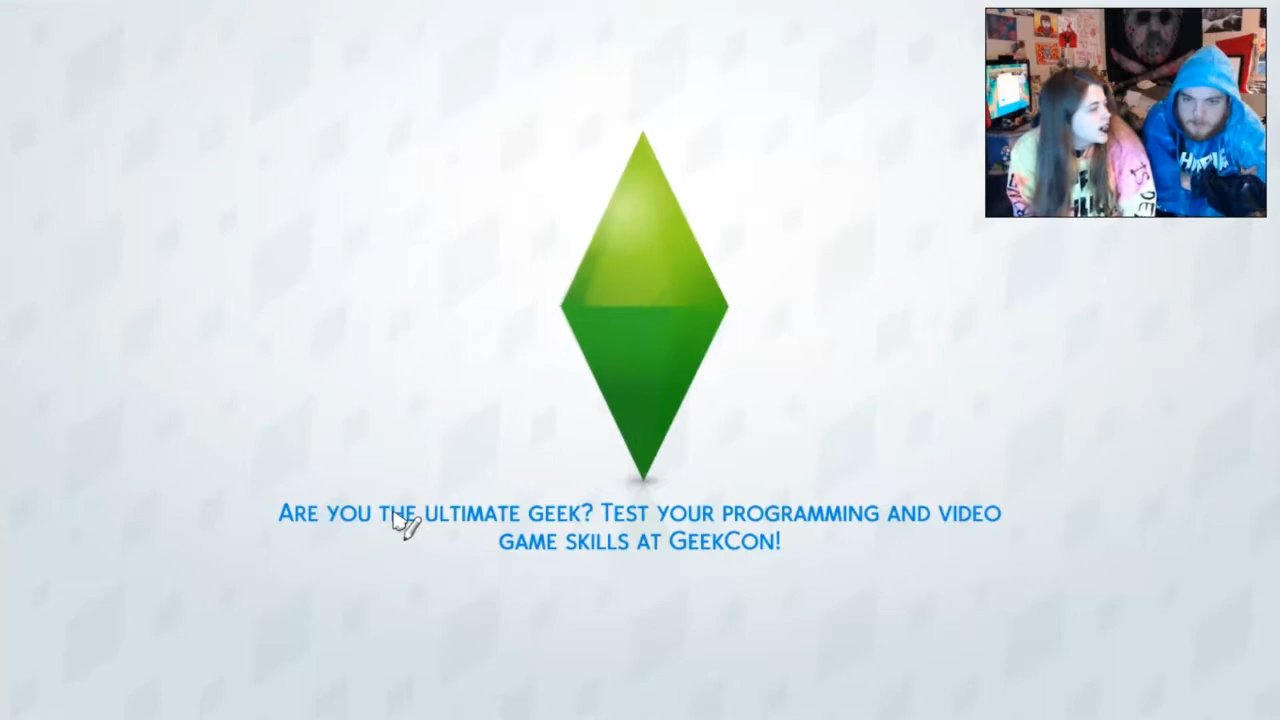 Are you the ultimate geek? Test your programming and video
game skills at GeekCon!